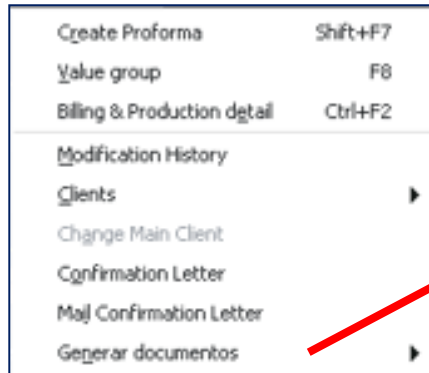 Create Proforma Shift+F7
Value group F8
Billing & Production detail Ctrl+F2
Modification History
Clients
Change Main Client
Confirmation Letter
Mail Confirmation Letter
Generar documentos